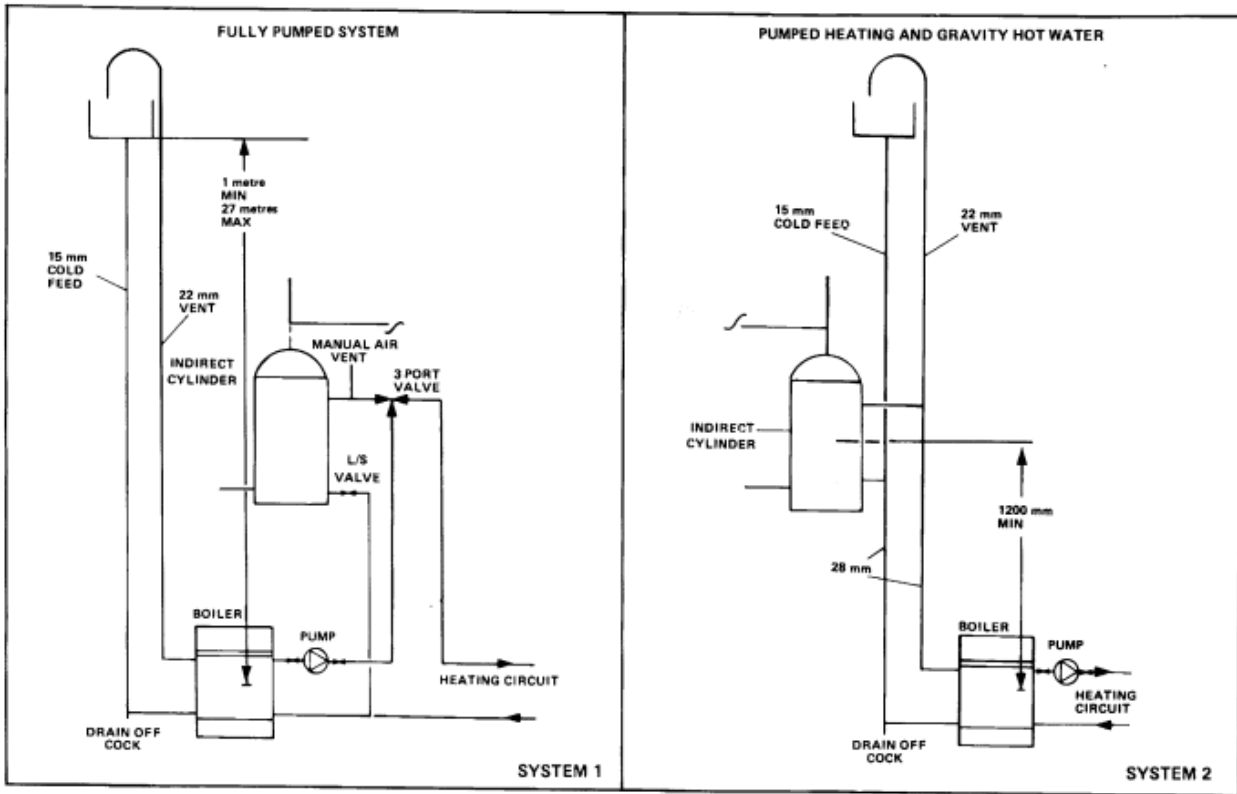 FULLY PUMPED SYSTEM
1 metre
MIN
27 metres
MAX
15 mm
COLD
FEED
22 mm
VENT
INDIRECT
CYLINDER
MANUAL AIR
VENT
3 PORT
VALVE
L/S
VALVE
BOILER
PUMP
HEATING CIRCUIT
DRAIN OFF
COCK
SYSTEM 1
PUMPED HEATING AND GRAVITY HOT WATER
15 mm
COLD FEED
22 mm
VENT
INDIRECT
CYLINDER
1200 mm
MIN
28 mm
BOILER
PUMP
HEATING
CIRCUIT
DRAIN OFF
COCK
SYSTEM 2